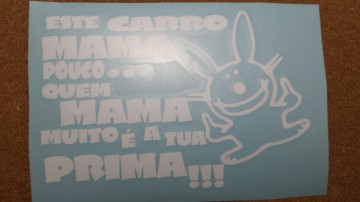 ESTE CARRO
MAMA
POUCO...
QUEM
MAMA
MUITO É A TUA
PRIMA!!!